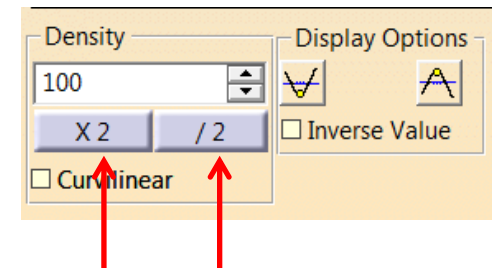 Density
100
X 2
/ 2
Curvilinear
Display Options
Inverse Value